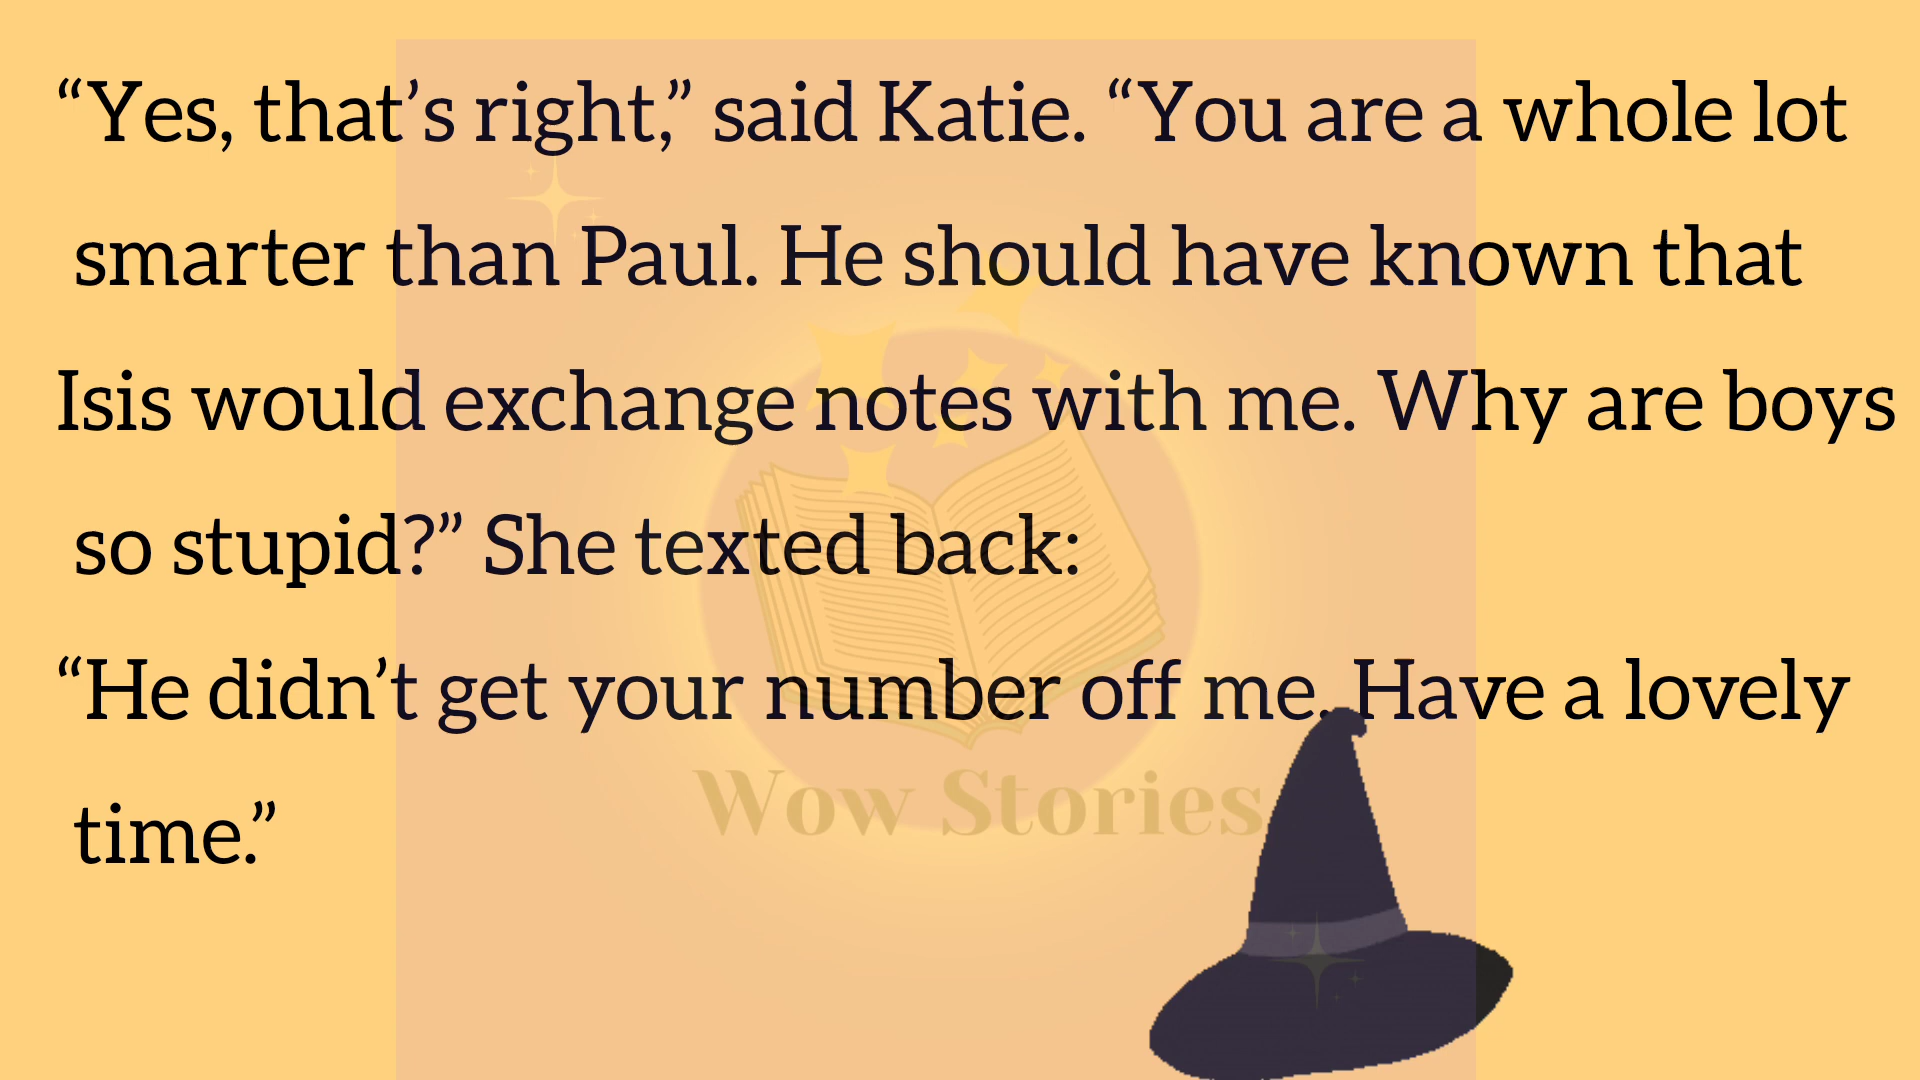 “Yes, that’s right,” said Katie. “You are a whole lot
smarter than Paul. He should have known that
Isis would exchange notes with me. Why are boys
so stupid?” She texted back:
“He didn’t get your number off me. Have a lovely
time.”
Wow Stories